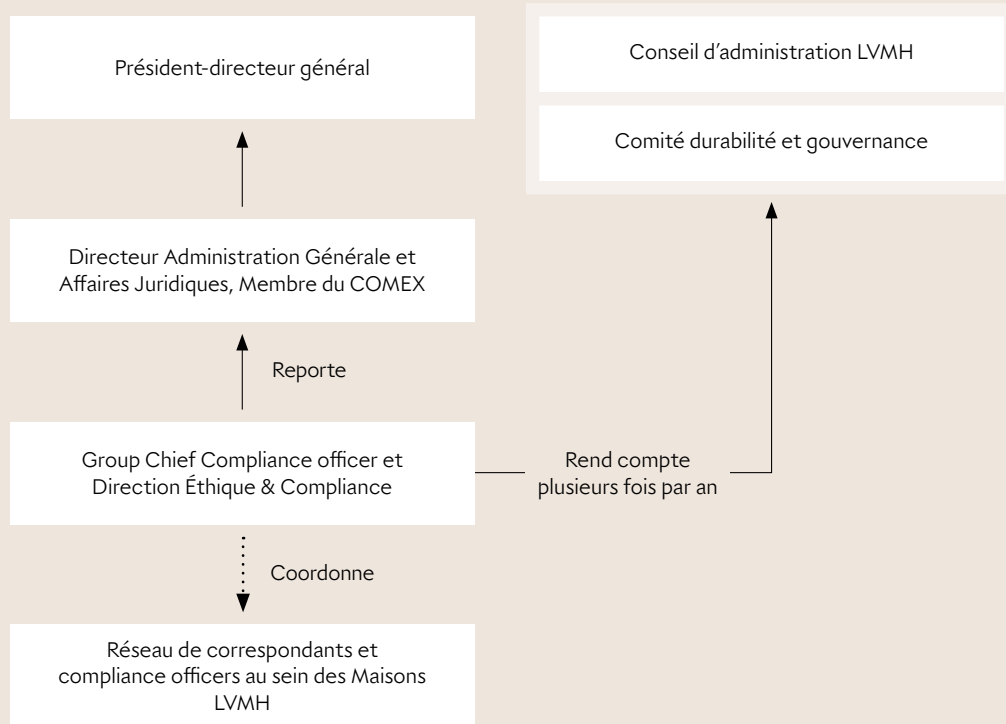 Président-directeur général
Conseil d'administration LVMH
Comité durabilité et gouvernance
Directeur Administration Générale et
Affaires Juridiques, Membre du COMEX
Reporte
Group Chief Compliance officer et
Direction Éthique & Compliance
Rend compte
plusieurs fois par an
Coordonne
Réseau de correspondants et
compliance officers au sein des Maisons
LVMH